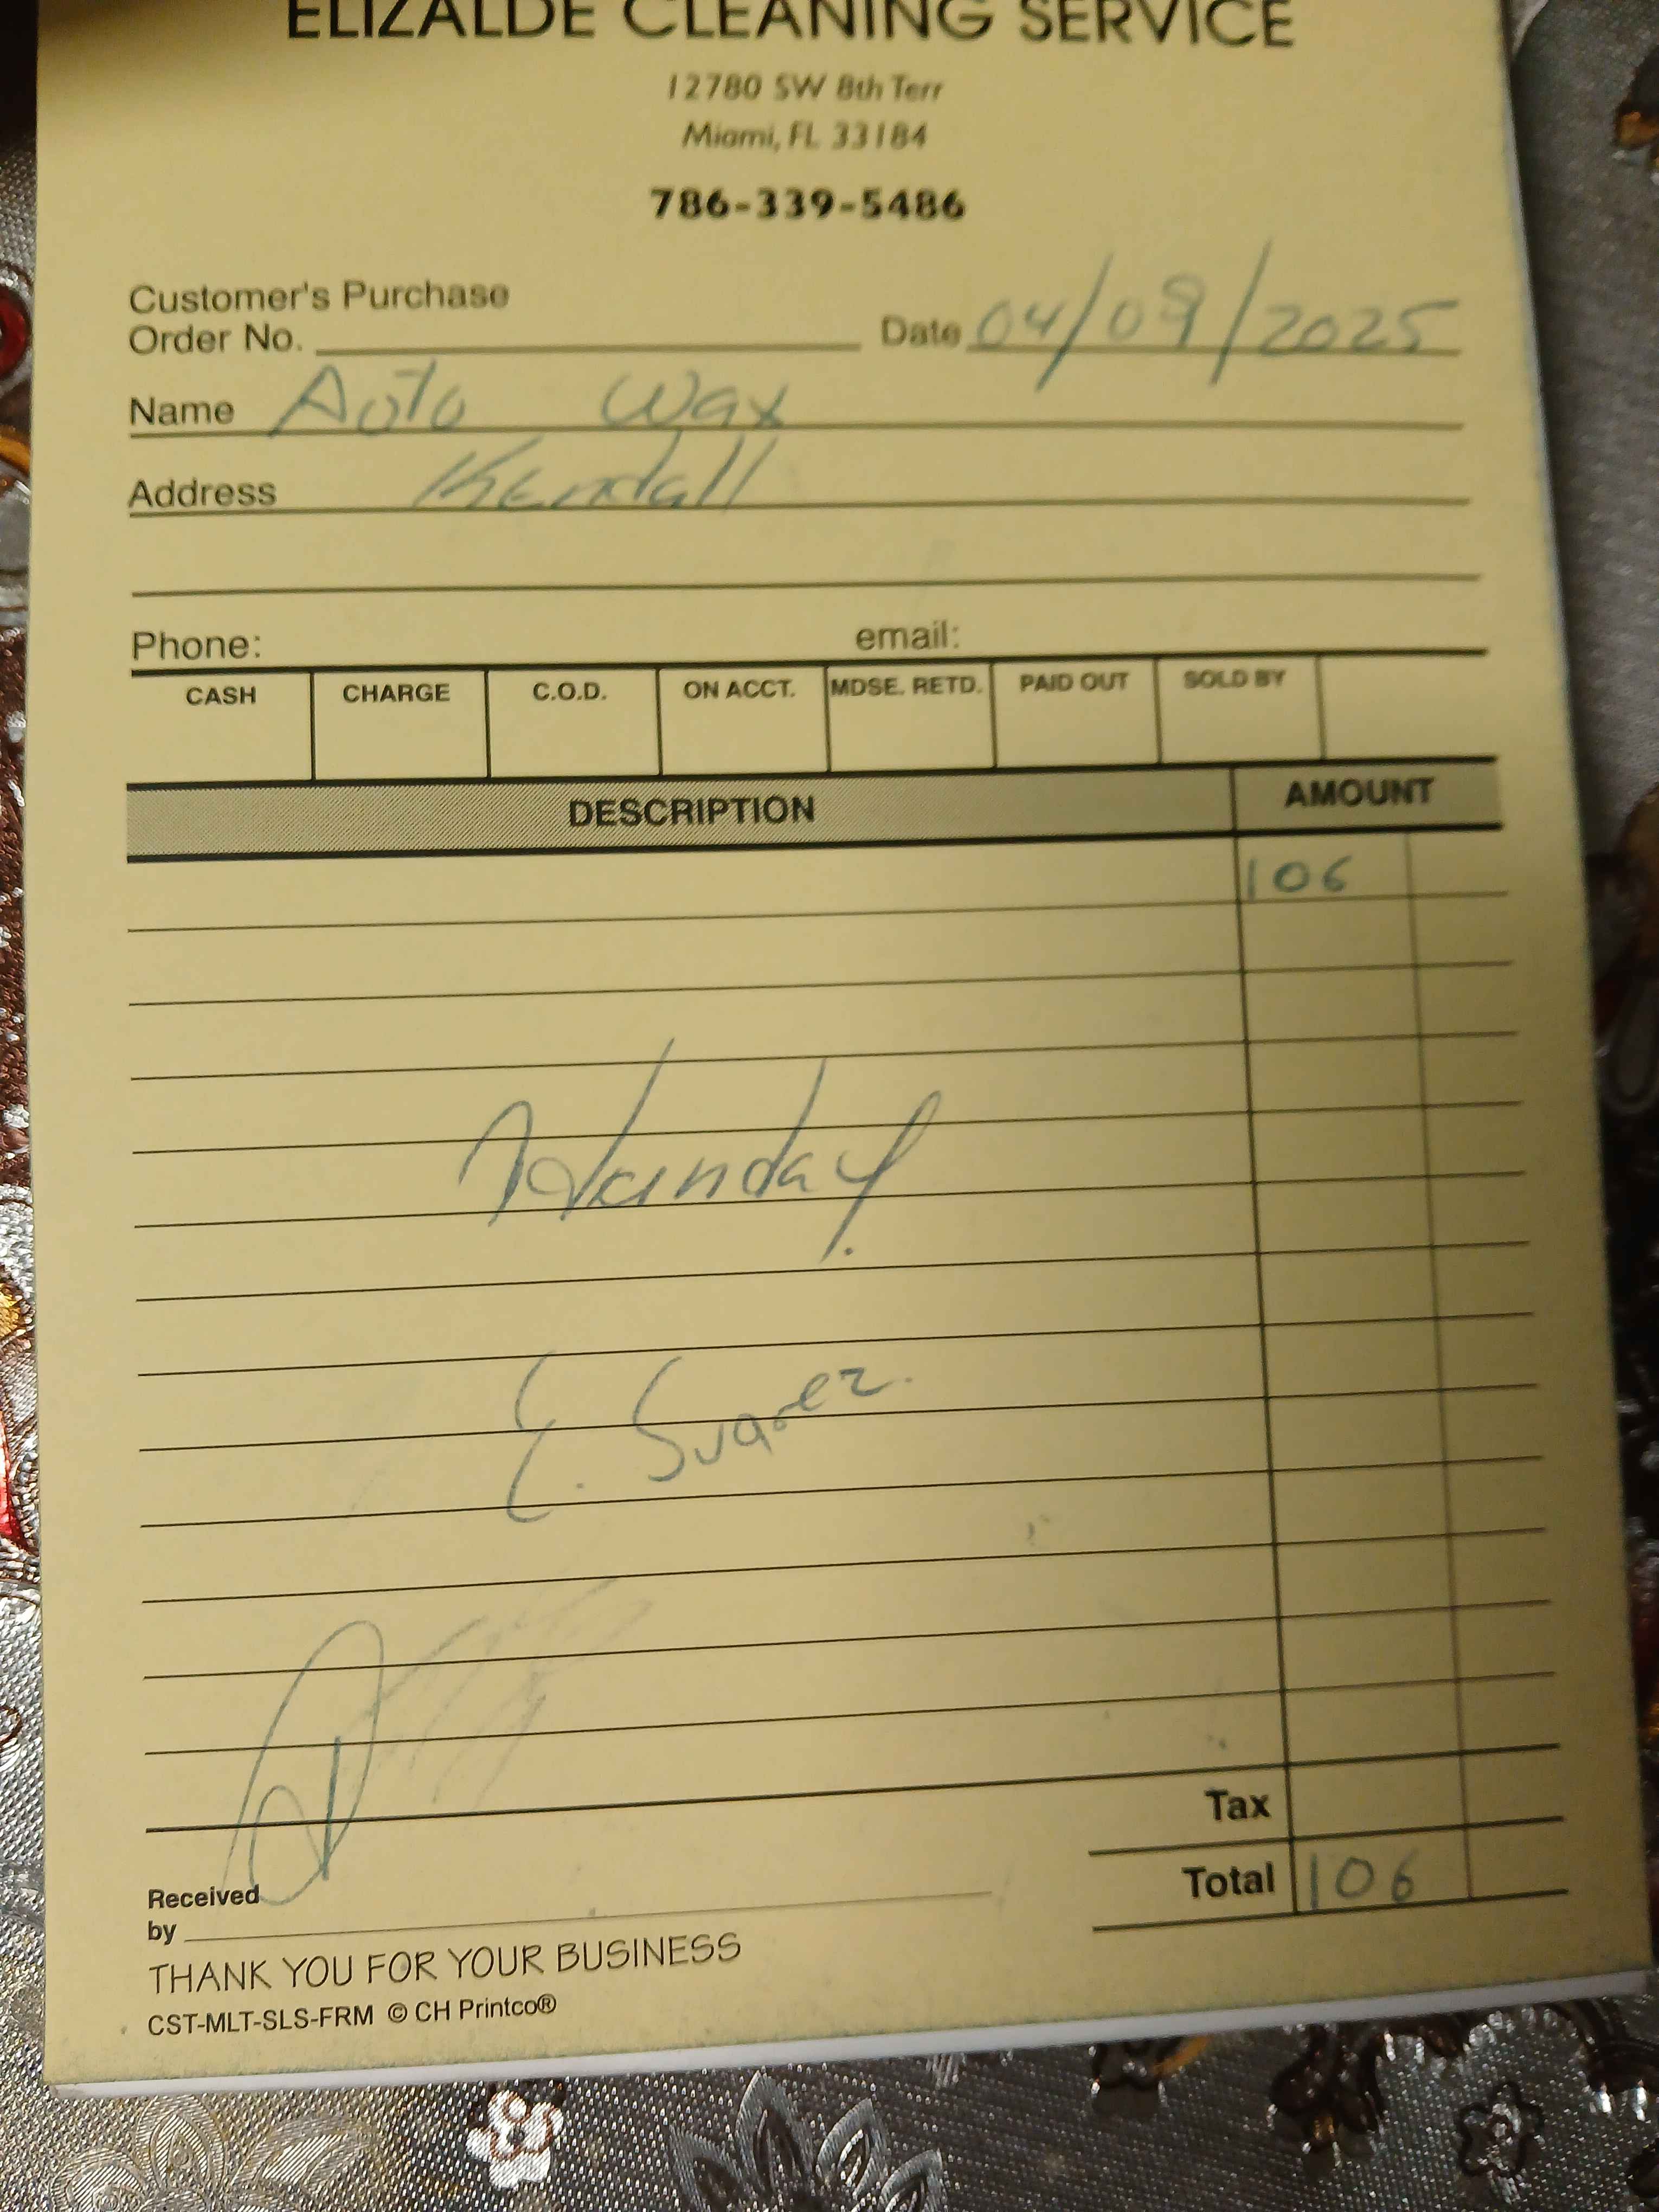 ELIZALDE CLEANING SERVICE
12780 SW 8th Terr
Miami, FL 33184
786-339-5486
Customer's Purchase
Order No. Date 04/09/2025
Name Auto Wax
Address Kendall
Phone: email:
CASH CHARGE C.O.D. ON ACCT. MDSE. RETD. PAID OUT SOLD BY
DESCRIPTION AMOUNT
106
E. Suarez.
Tax
Total 106
Received
by
THANK YOU FOR YOUR BUSINESS
CST-MLT-SLS-FRM © CH Printco®